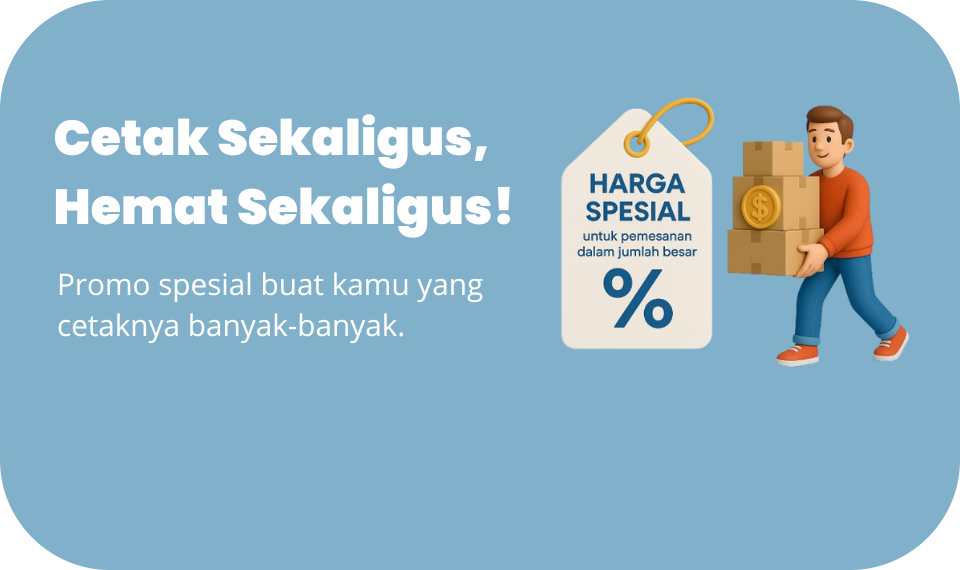 Cetak Sekaligus,
Hemat Sekaligus!
Promo spesial buat kamu yang
cetaknya banyak-banyak.
HARGA
SPESIAL
untuk pemesanan
dalam jumlah besar
%
$